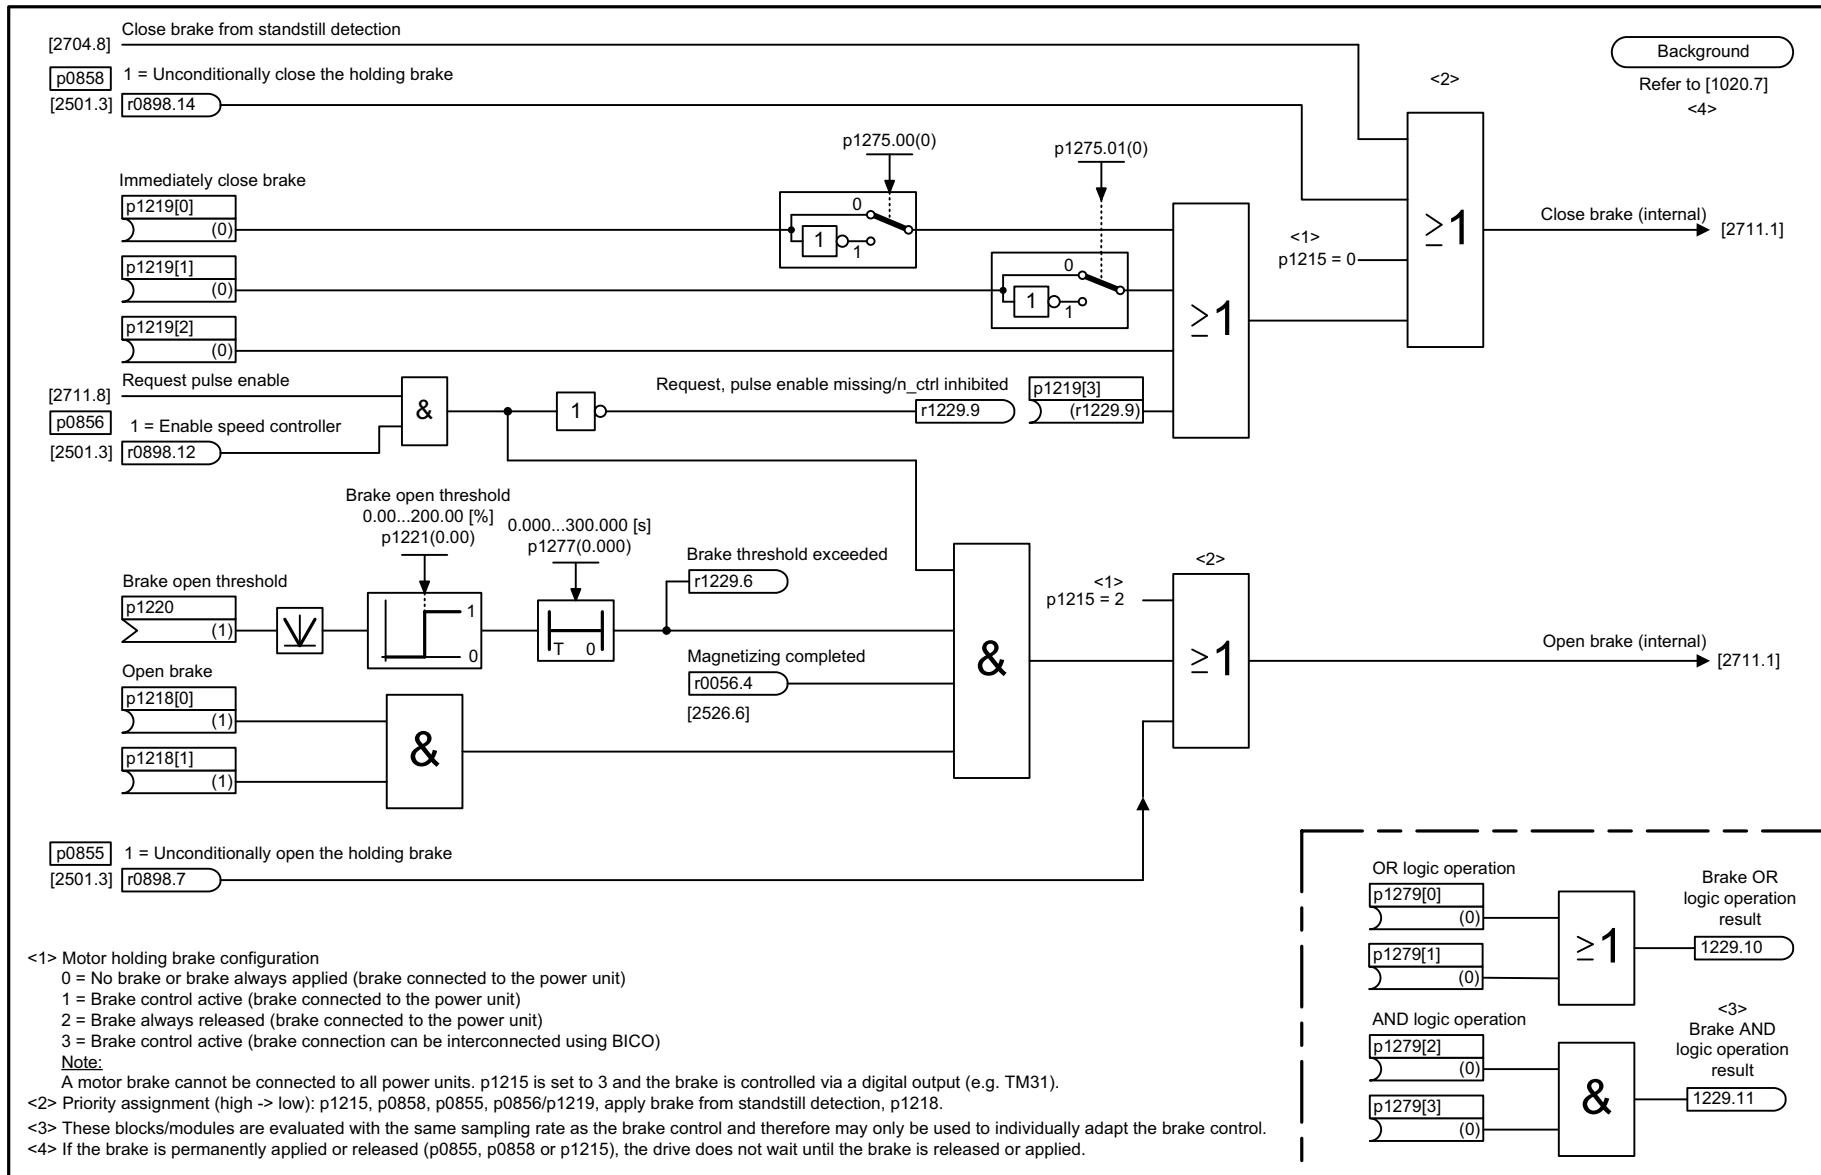 Close brake from standstill detection
[2704.8]
p0858
1 = Unconditionally close the holding brake
[2501.3]
r0898.14
Background
Refer to [1020.7]
<4>
<2>
≥1
Close brake (internal)
[2711.1]
<1>
p1215 = 0
p1275.00(0)
p1275.01(0)
Immediately close brake
p1219[0]
(0)
0
1
1
p1219[1]
(0)
0
1
1
p1219[2]
(0)
≥1
Request pulse enable
[2711.8]
p0856
1 = Enable speed controller
[2501.3]
r0898.12
&
1
Request, pulse enable missing/n_ctrl inhibited
r1229.9
p1219[3]
(r1229.9)
Brake open threshold
0.00...200.00 [%]
p1221(0.00)
0.000...300.000 [s]
p1277(0.000)
Brake threshold exceeded
r1229.6
Brake open threshold
p1220
(1)
1
0
T 0
Magnetizing completed
r0056.4
[2526.6]
&
<1>
p1215 = 2
<2>
≥1
Open brake (internal)
[2711.1]
Open brake
p1218[0]
(1)
p1218[1]
(1)
&
p0855
1 = Unconditionally open the holding brake
[2501.3]
r0898.7
OR logic operation
p1279[0]
(0)
p1279[1]
(0)
≥1
Brake OR
logic operation
result
1229.10
AND logic operation
p1279[2]
(0)
p1279[3]
(0)
&
<3>
Brake AND
logic operation
result
1229.11
<1> Motor holding brake configuration
0 = No brake or brake always applied (brake connected to the power unit)
1 = Brake control active (brake connected to the power unit)
2 = Brake always released (brake connected to the power unit)
3 = Brake control active (brake connection can be interconnected using BICO)
Note:
A motor brake cannot be connected to all power units. p1215 is set to 3 and the brake is controlled via a digital output (e.g. TM31).
<2> Priority assignment (high -> low): p1215, p0858, p0855, p0856/p1219, apply brake from standstill detection, p1218.
<3> These blocks/modules are evaluated with the same sampling rate as the brake control and therefore may only be used to individually adapt the brake control.
<4> If the brake is permanently applied or released (p0855, p0858 or p1215), the drive does not wait until the brake is released or applied.